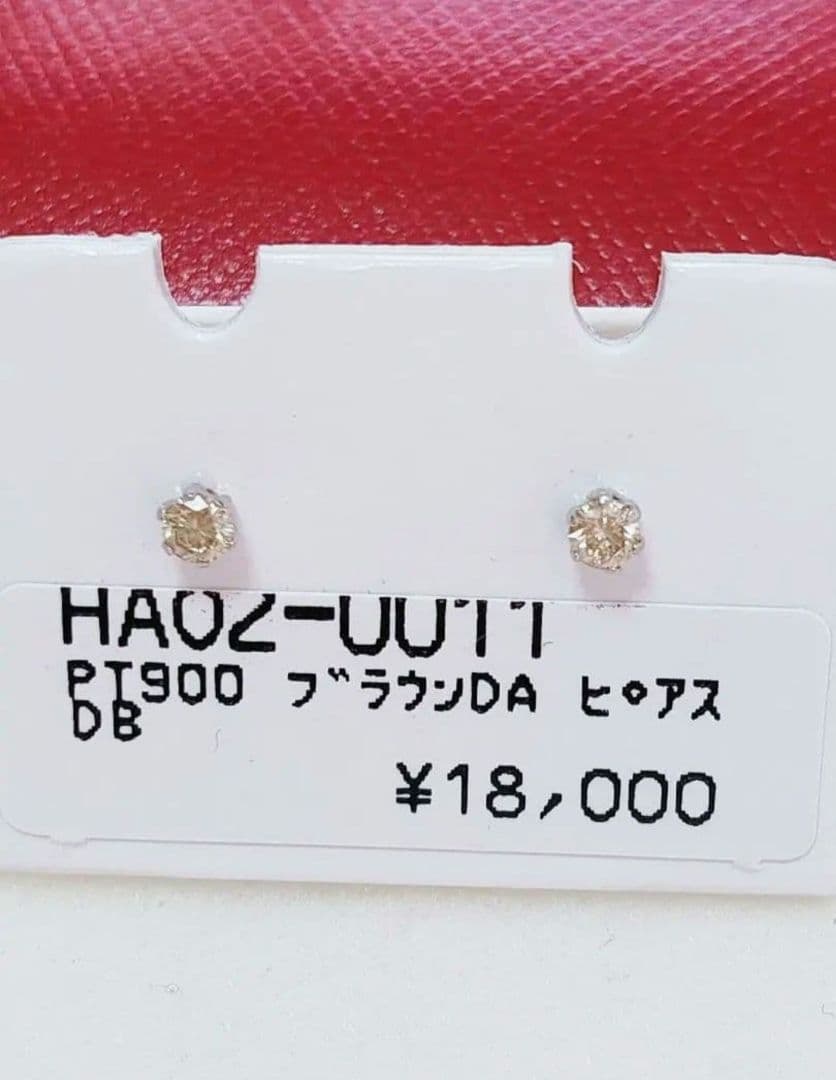 HA02-0011
PT900 ﾌﾞﾗｳﾝDA ﾋﾟｱｽ
DB
¥18,000